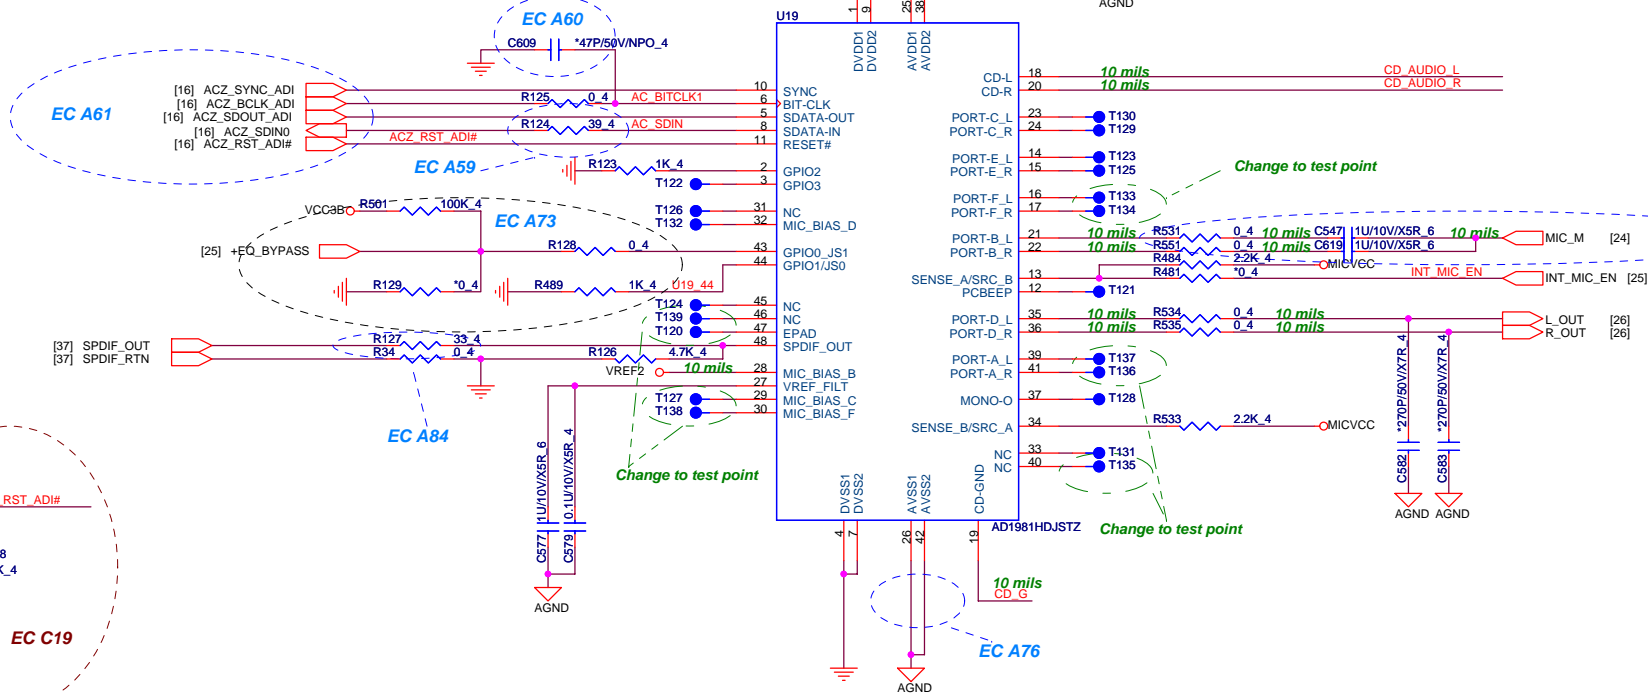 EC A60
C609 *47P/50V/NPO_4
U19
1 9 25 38
AGND
DVDD1
DVDD2
AVDD1
AVDD2
EC A61
[16] ACZ_SYNC_ADI
[16] ACZ_BCLK_ADI
[16] ACZ_SDOUT_ADI
[16] ACZ_SDIN0
[16] ACZ_RST_ADI#
ACZ_RST_ADI#
R125 0_4 AC_BITCLK1
R124 39_4 AC_SDIN
EC A59
10 SYNC
6 BIT-CLK
5 SDATA-OUT
8 SDATA-IN
11 RESET#
R123 1K_4
2 GPIO2
T122 3 GPIO3
T126 31 NC
T132 32 MIC_BIAS_D
VCC3B R501 100K_4
EC A73
[25] +EQ_BYPASS
R128 0_4
43 GPIO0_JS1
44 GPIO1/JS0
R129 *0_4
R489 1K_4 U19_44
T124 45 NC
T139 46 NC
T120 47 EPAD
48 SPDIF_OUT
[37] SPDIF_OUT
[37] SPDIF_RTN
R127 33_4
R34 0_4
R126 4.7K_4
VREF2 10 mils
28 MIC_BIAS_B
27 VREF_FILT
T127 29 MIC_BIAS_C
T138 30 MIC_BIAS_F
EC A84
Change to test point
C577 1U/10V/X5R_6
C579 0.1U/10V/X5R_4
AGND
RST_ADI#
8
K_4
EC C19
DVSS1
DVSS2
AVSS1
AVSS2
CD-GND
4 7 26 42 19
AD1981HDJSTZ
10 mils
CD_G
EC A76
AGND
CD-L 18 10 mils CD_AUDIO_L
CD-R 20 10 mils CD_AUDIO_R
PORT-C_L 23 T130
PORT-C_R 24 T129
PORT-E_L 14 T123
PORT-E_R 15 T125
Change to test point
PORT-F_L 16 T133
PORT-F_R 17 T134
PORT-B_L 21 10 mils R531 0_4 10 mils C547 1U/10V/X5R_6 10 mils MIC_M [24]
PORT-B_R 22 10 mils R551 0_4 10 mils C619 1U/10V/X5R_6
R484 2.2K_4 MICVCC
SENSE_A/SRC_B 13 R481 *0_4 INT_MIC_EN INT_MIC_EN [25]
PCBEEP 12 T121
PORT-D_L 35 10 mils R534 0_4 10 mils L_OUT [26]
PORT-D_R 36 10 mils R535 0_4 10 mils R_OUT [26]
PORT-A_L 39 T137
PORT-A_R 41 T136
MONO-O 37 T128
SENSE_B/SRC_A 34 R533 2.2K_4 MICVCC
NC 33 T131
NC 40 T135
Change to test point
C582 *270P/50V/X7R_4
C583 *270P/50V/X7R_4
AGND AGND